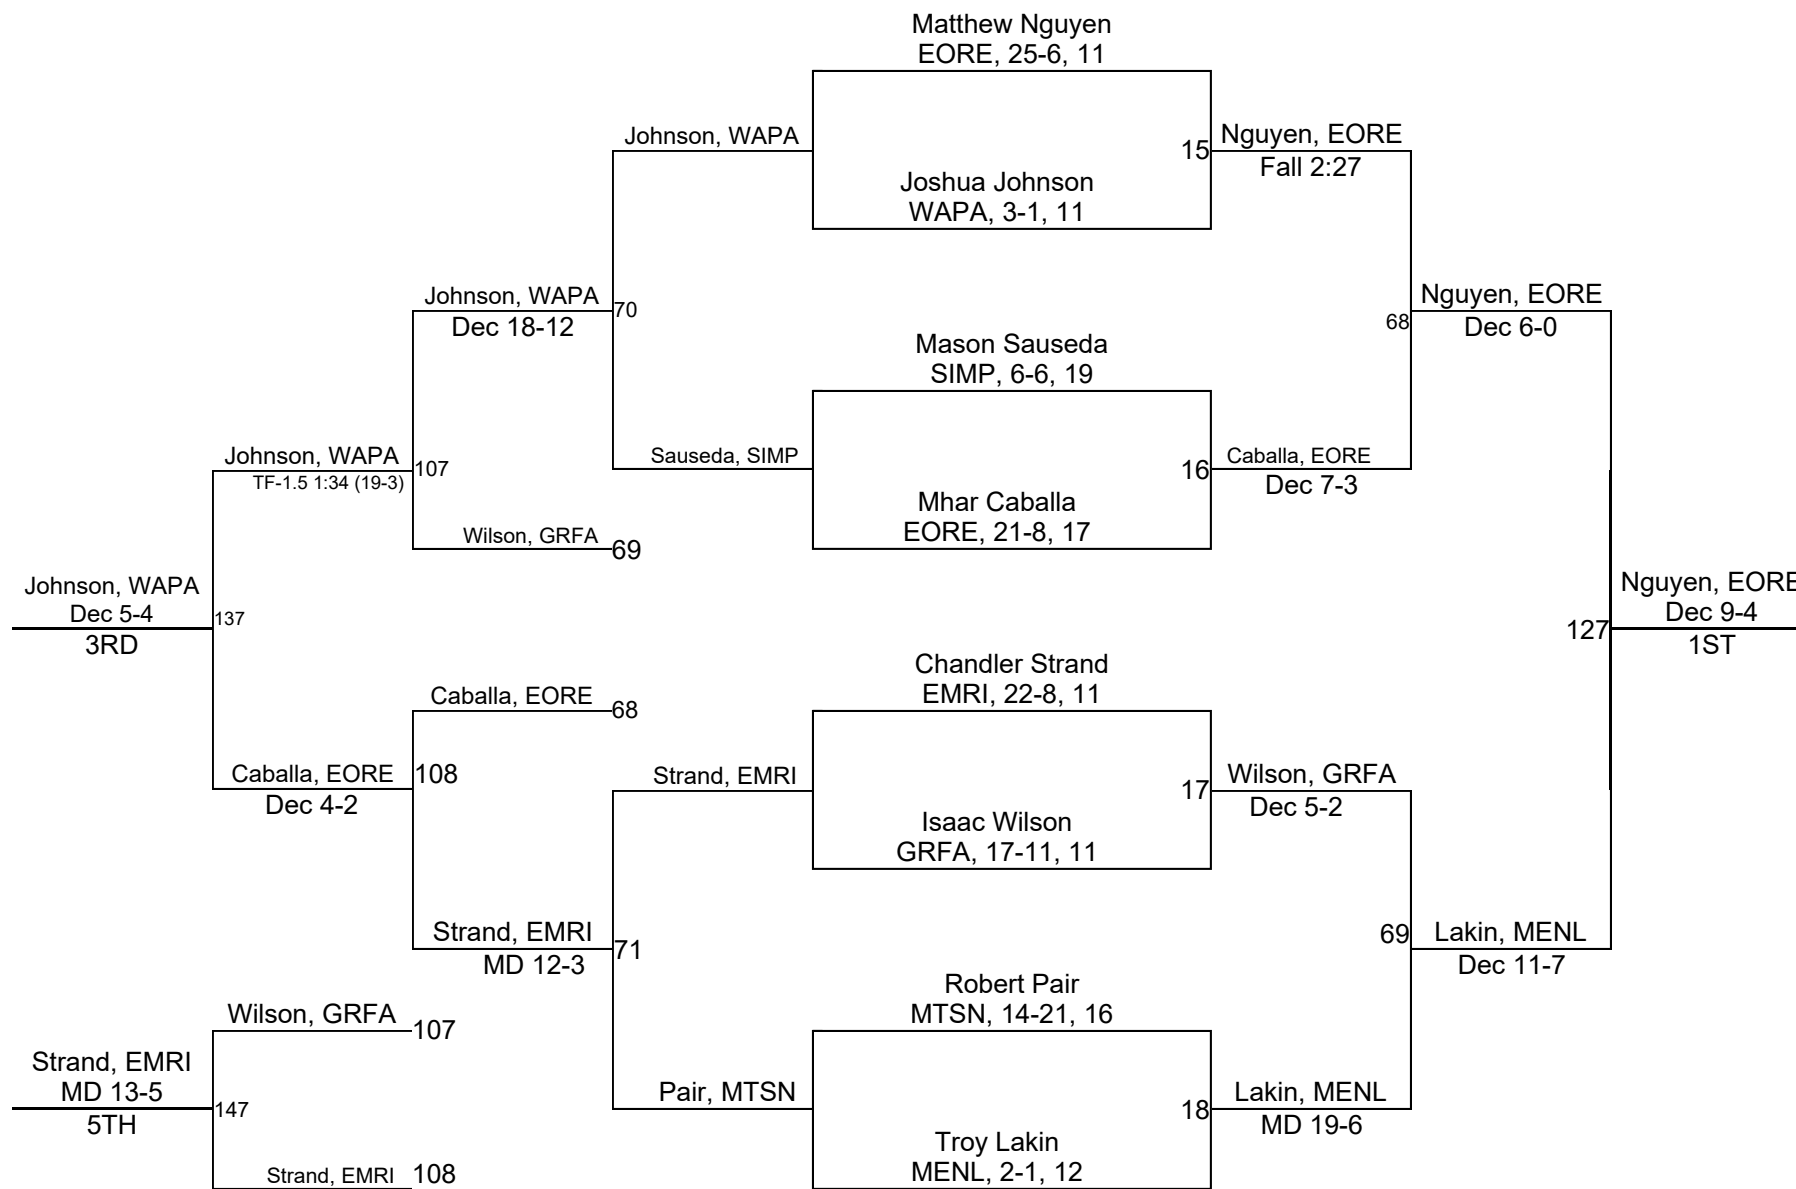 Matthew Nguyen
EORE, 25-6, 11
Johnson, WAPA
15
Nguyen, EORE
Fall 2:27
Joshua Johnson
WAPA, 3-1, 11
Johnson, WAPA
Dec 18-12
70
Nguyen, EORE
Dec 6-0
68
Mason Sauseda
SIMP, 6-6, 19
Johnson, WAPA
TF-1.5 1:34 (19-3)
107
Sauseda, SIMP
16
Caballa, EORE
Dec 7-3
Mhar Caballa
EORE, 21-8, 17
Wilson, GRFA
69
Johnson, WAPA
Dec 5-4
3RD
137
127
Nguyen, EORE
Dec 9-4
1ST
Chandler Strand
EMRI, 22-8, 11
Caballa, EORE
68
Caballa, EORE
Dec 4-2
108
Strand, EMRI
17
Wilson, GRFA
Dec 5-2
Isaac Wilson
GRFA, 17-11, 11
Strand, EMRI
MD 12-3
71
69
Lakin, MENL
Dec 11-7
Robert Pair
MTSN, 14-21, 16
Wilson, GRFA
107
Strand, EMRI
MD 13-5
5TH
147
Pair, MTSN
18
Lakin, MENL
MD 19-6
Troy Lakin
MENL, 2-1, 12
Strand, EMRI
108